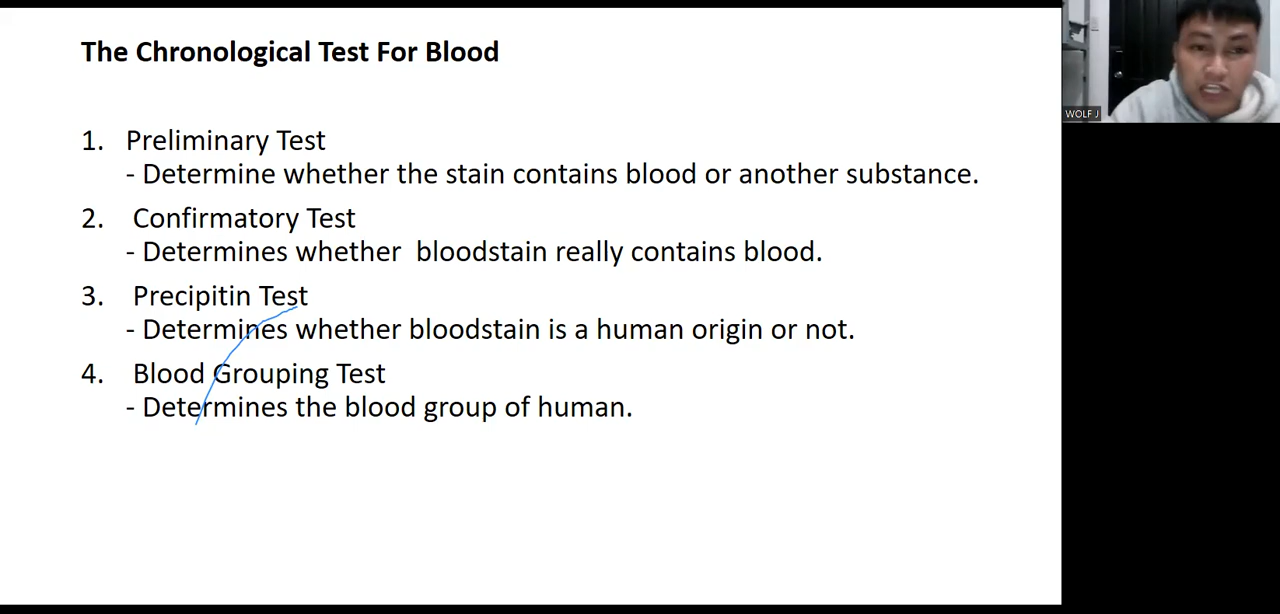 The Chronological Test For Blood
1. Preliminary Test
- Determine whether the stain contains blood or another substance.
2. Confirmatory Test
- Determines whether bloodstain really contains blood.
3. Precipitin Test
- Determines whether bloodstain is a human origin or not.
4. Blood Grouping Test
- Determines the blood group of human.
WOLF J